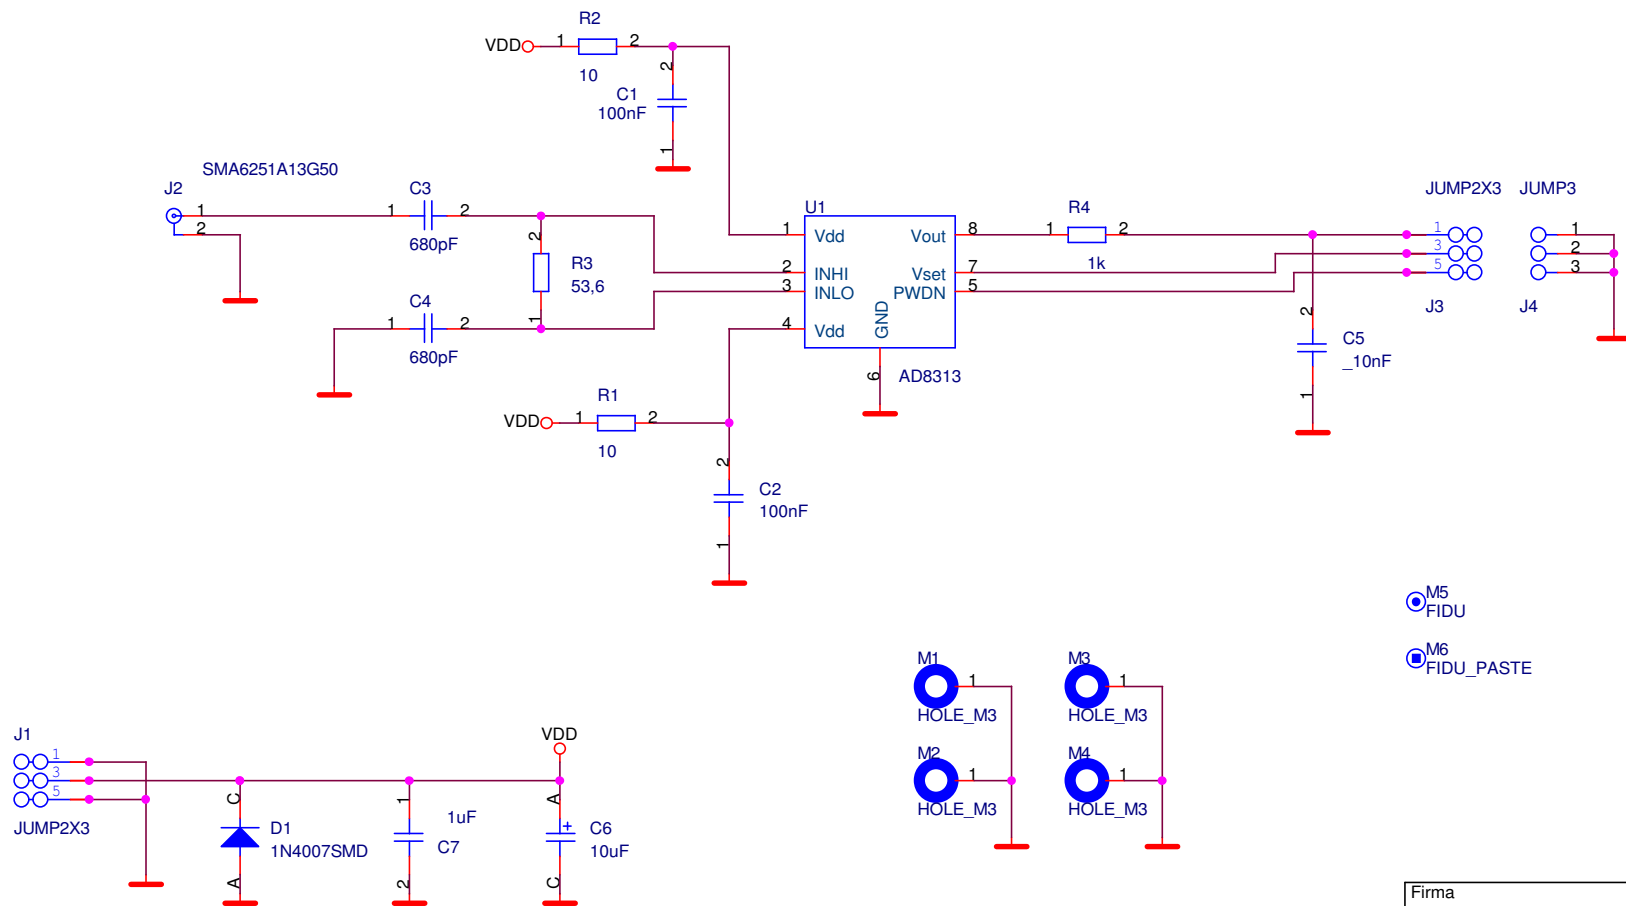 R2
VDD
1
2
10
2
C1
100nF
1
SMA6251A13G50
J2
1
2
C3
1
2
680pF
2
R3
53,6
1
C4
1
2
680pF
U1
1
Vdd
2
INHI
3
INLO
4
Vdd
Vout
8
Vset
7
PWDN
5
GND
6
AD8313
R4
1
2
1k
JUMP2X3
1
3
5
J3
JUMP3
1
2
3
J4
2
C5
_10nF
1
R1
VDD
1
2
10
2
C2
100nF
1
M5
FIDU
M6
FIDU_PASTE
M1
1
HOLE_M3
M2
1
HOLE_M3
M3
1
HOLE_M3
M4
1
HOLE_M3
J1
1
3
5
JUMP2X3
C
D1
1N4007SMD
A
1
1uF
C7
2
VDD
A
+
C6
10uF
C
Firma